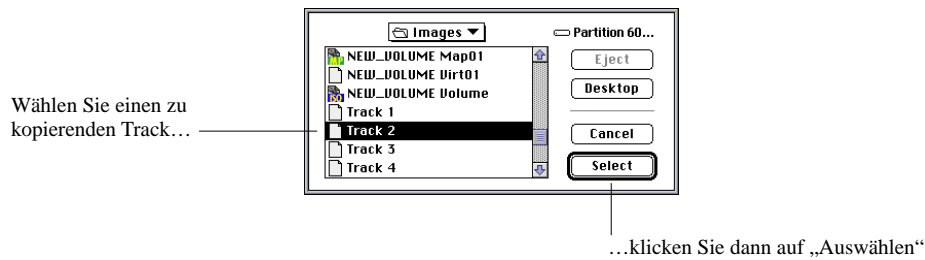 Images
Partition 60...
NEW_VOLUME Map01
NEW_VOLUME Virt01
NEW_VOLUME Volume
Track 1
Track 2
Track 3
Track 4
Eject
Desktop
Cancel
Select
Wählen Sie einen zu
kopierenden Track…
…klicken Sie dann auf „Auswählen“